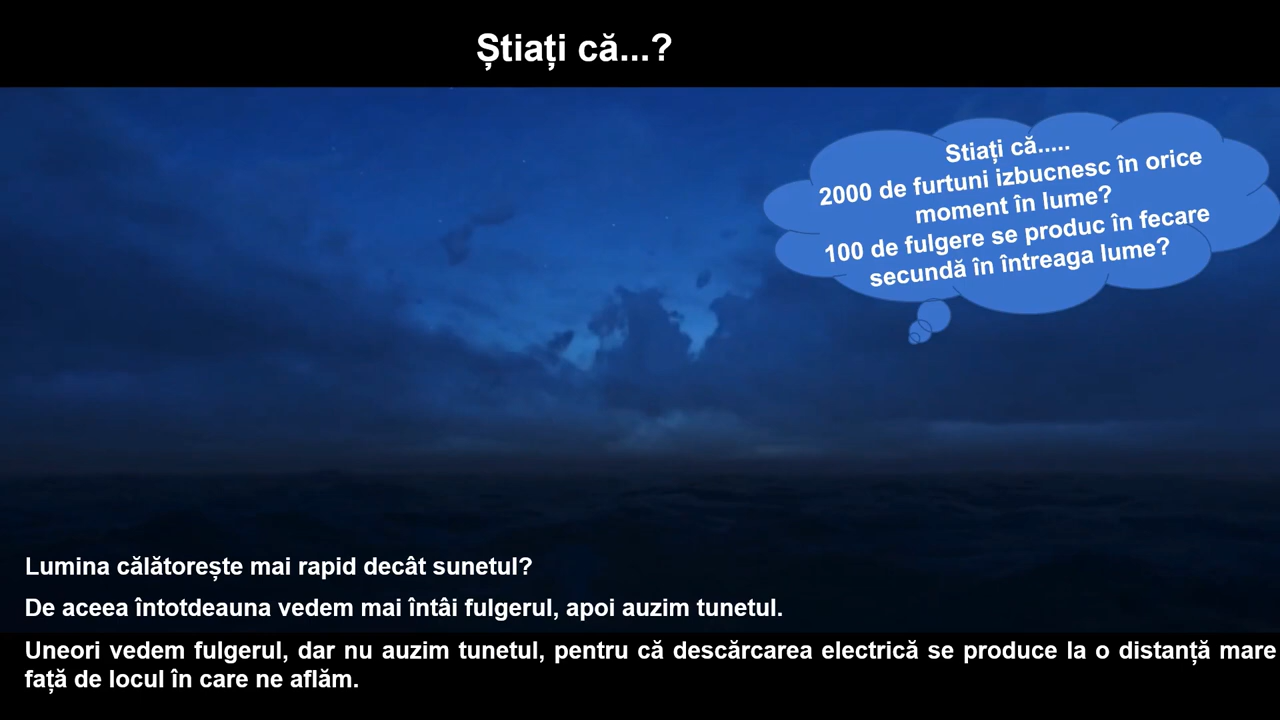 Știați că...?
Stiați că.....
2000 de furtuni izbucnesc în orice
moment în lume?
100 de fulgere se produc în fecare
secundă în întreaga lume?
Lumina călătorește mai rapid decât sunetul?
De aceea întotdeauna vedem mai întâi fulgerul, apoi auzim tunetul.
Uneori vedem fulgerul, dar nu auzim tunetul, pentru că descărcarea electrică se produce la o distanță mare
față de locul în care ne aflăm.